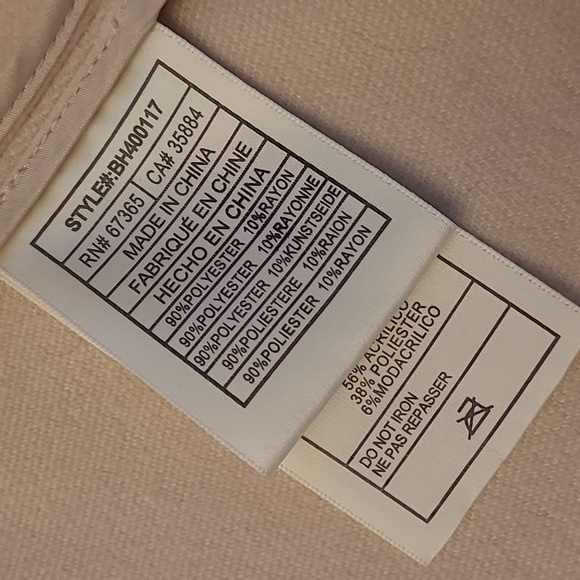 STYLE#:BH400117
RN# 67365 CA# 35884
MADE IN CHINA
FABRIQUÉ EN CHINE
HECHO EN CHINA
90%POLYESTER 10%RAYON
90%POLYESTER 10%RAYONNE
90%POLYESTER 10%KUNSTSEIDE
90%POLIESTERE 10%RAION
90%POLIESTER 10%RAYON
56% ACRILICO
38% POLIESTER
6%MODACRILICO
DO NOT IRON
NE PAS REPASSER